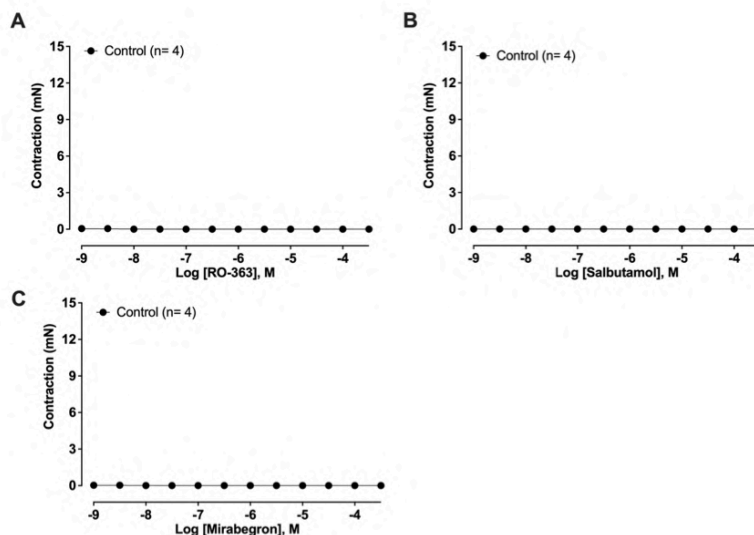 A
Control (n= 4)
Contraction (mN)
15
12
9
6
3
0
-9 -8 -7 -6 -5 -4
Log [RO-363], M
B
Control (n= 4)
Contraction (mN)
15
12
9
6
3
0
-9 -8 -7 -6 -5 -4
Log [Salbutamol], M
C
Control (n= 4)
Contraction (mN)
15
12
9
6
3
0
-9 -8 -7 -6 -5 -4
Log [Mirabegron], M